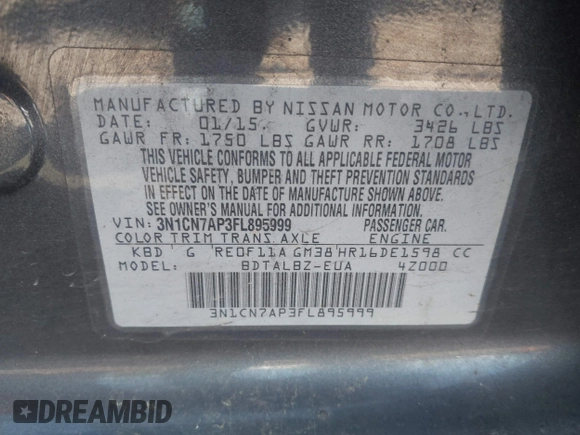 MANUFACTURED BY NISSAN MOTOR CO.,LTD.
DATE: 01/15 GVWR: 3426 LBS
GAWR FR: 1750 LBS GAWR RR: 1708 LBS
THIS VEHICLE CONFORMS TO ALL APPLICABLE FEDERAL MOTOR
VEHICLE SAFETY, BUMPER AND THEFT PREVENTION STANDARDS
IN EFFECT ON THE DATE OF MANUFACTURE SHOWN ABOVE.
SEE OWNER'S MANUAL FOR ADDITIONAL INFORMATION.
VIN: 3N1CN7AP3FL895999 PASSENGER CAR
COLOR TRIM TRANS AXLE ENGINE
KBD G RE0F11A GM38 HR16DE1598 CC
MODEL: BDTALBZ-EUA 4Z000
3N1CN7AP3FL895999
DREAMBID